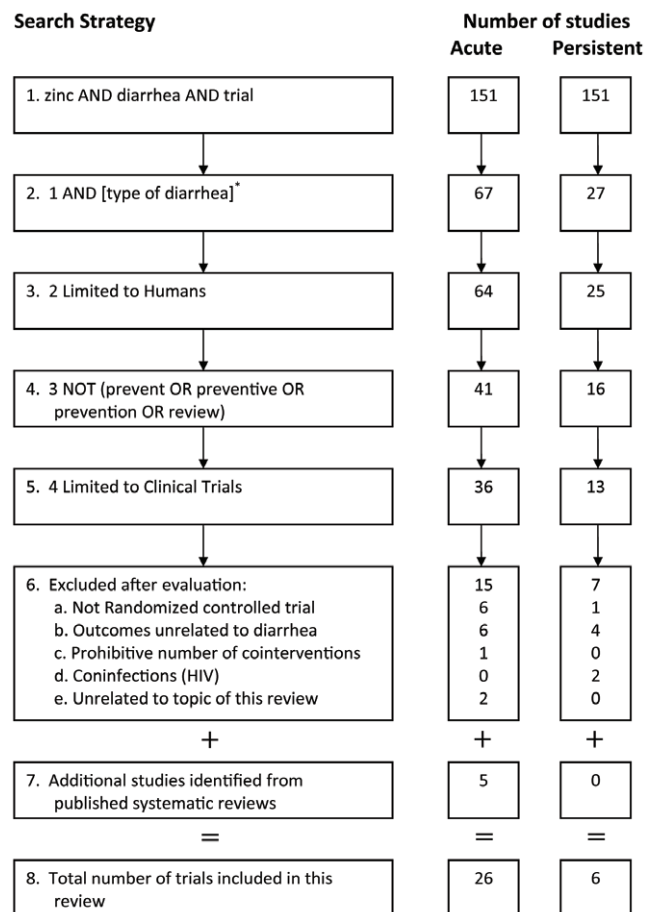 Search Strategy Number of studies
Acute Persistent
1. zinc AND diarrhea AND trial 151 151
2. 1 AND [type of diarrhea]* 67 27
3. 2 Limited to Humans 64 25
4. 3 NOT (prevent OR preventive OR 41 16
prevention OR review)
5. 4 Limited to Clinical Trials 36 13
6. Excluded after evaluation: 15 7
a. Not Randomized controlled trial 6 1
b. Outcomes unrelated to diarrhea 6 4
c. Prohibitive number of cointerventions 1 0
d. Coninfections (HIV) 0 2
e. Unrelated to topic of this review 2 0
+ + +
7. Additional studies identified from 5 0
published systematic reviews
= = =
8. Total number of trials included in this 26 6
review